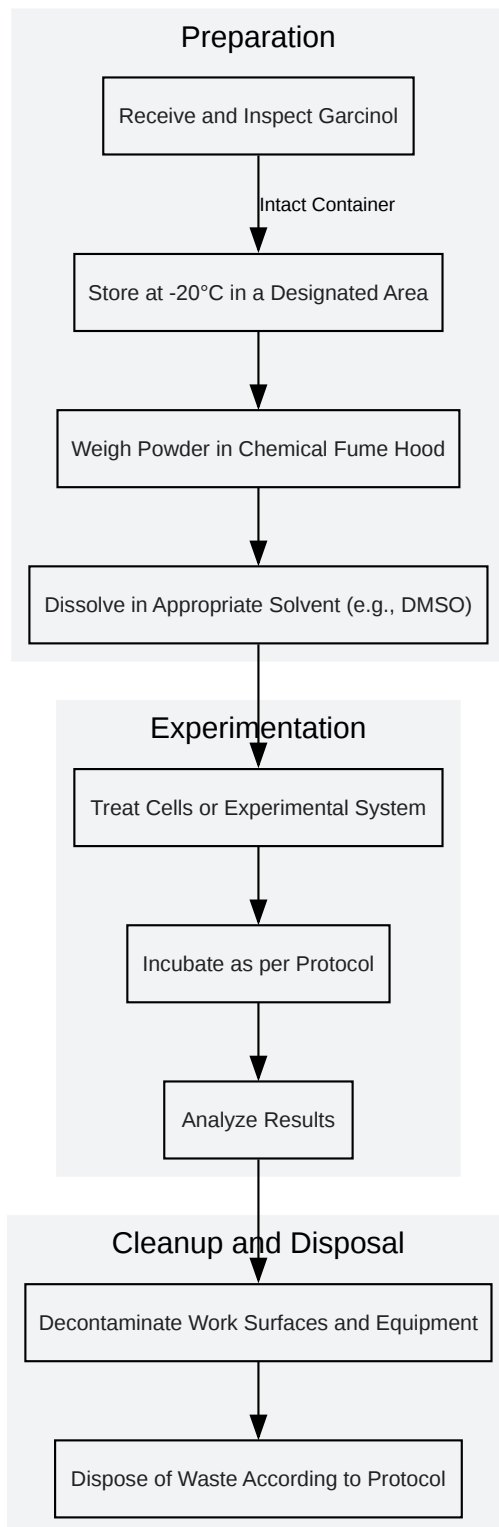 Preparation
Receive and Inspect Garcinol
Intact Container
Store at -20°C in a Designated Area
Weigh Powder in Chemical Fume Hood
Dissolve in Appropriate Solvent (e.g., DMSO)
Experimentation
Treat Cells or Experimental System
Incubate as per Protocol
Analyze Results
Cleanup and Disposal
Decontaminate Work Surfaces and Equipment
Dispose of Waste According to Protocol